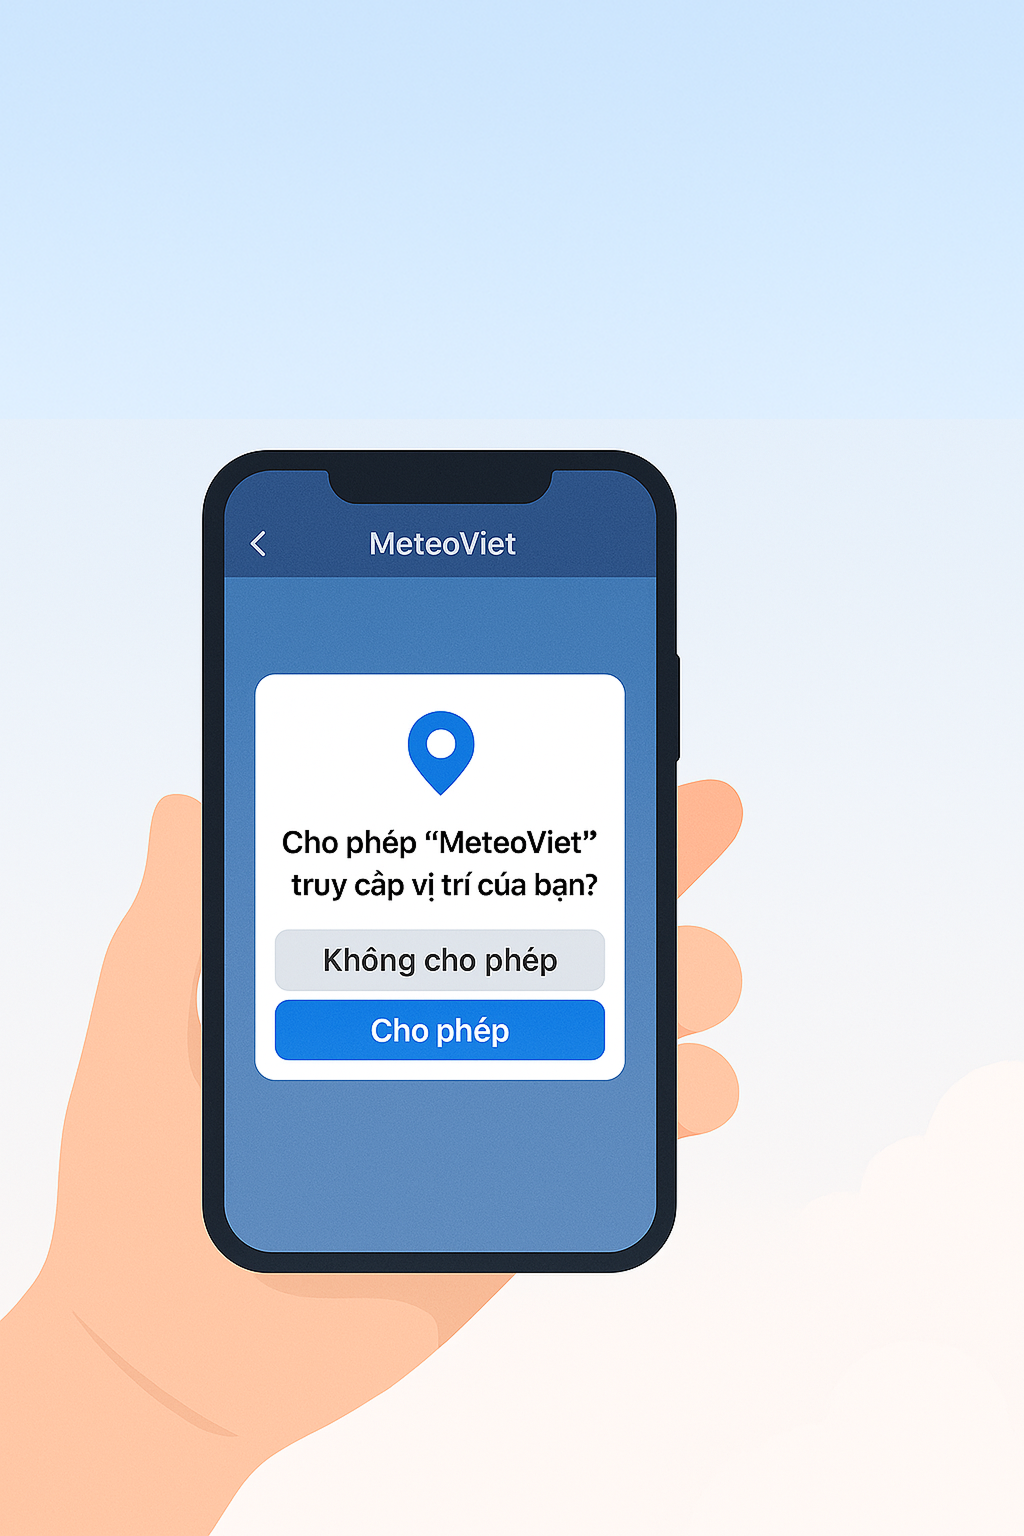 MeteoViet
Cho phép “MeteoViet”
truy cập vị trí cúa bạn?
Không cho phép
Cho phép